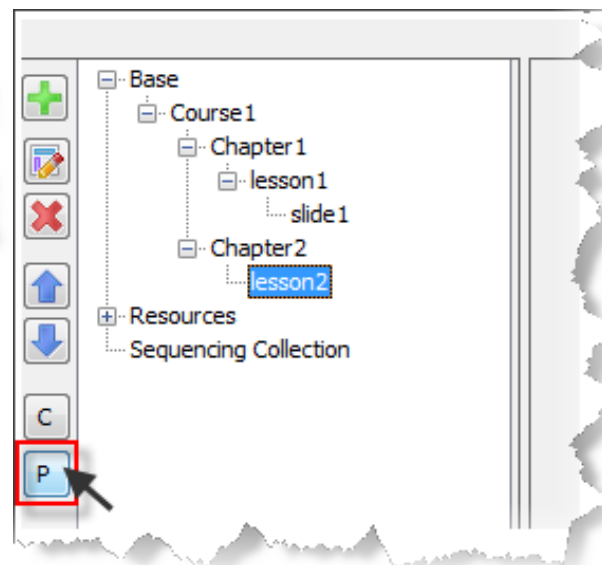 Base
Course1
Chapter1
lesson1
slide1
Chapter2
lesson2
Resources
Sequencing Collection
C
P